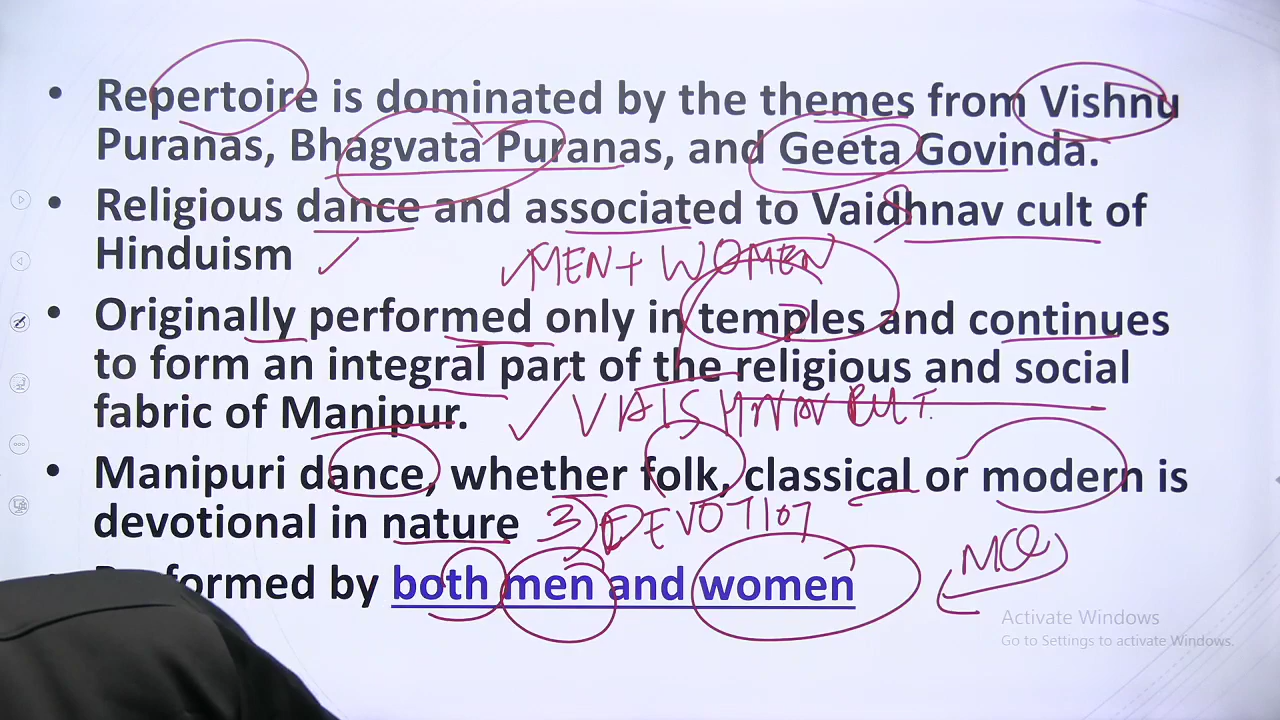 • Repertoire is dominated by the themes from Vishnu
Puranas, Bhagvata Puranas, and Geeta Govinda.
• Religious dance and associated to Vaidhnav cult of
Hinduism
MEN + WOMEN
• Originally performed only in temples and continues
to form an integral part of the religious and social
fabric of Manipur.
VAISHNAV CULT
• Manipuri dance, whether folk, classical or modern is
devotional in nature
3) DEVOTION
MCQ
by both men and women
Activate Windows
Go to Settings to activate Windows.